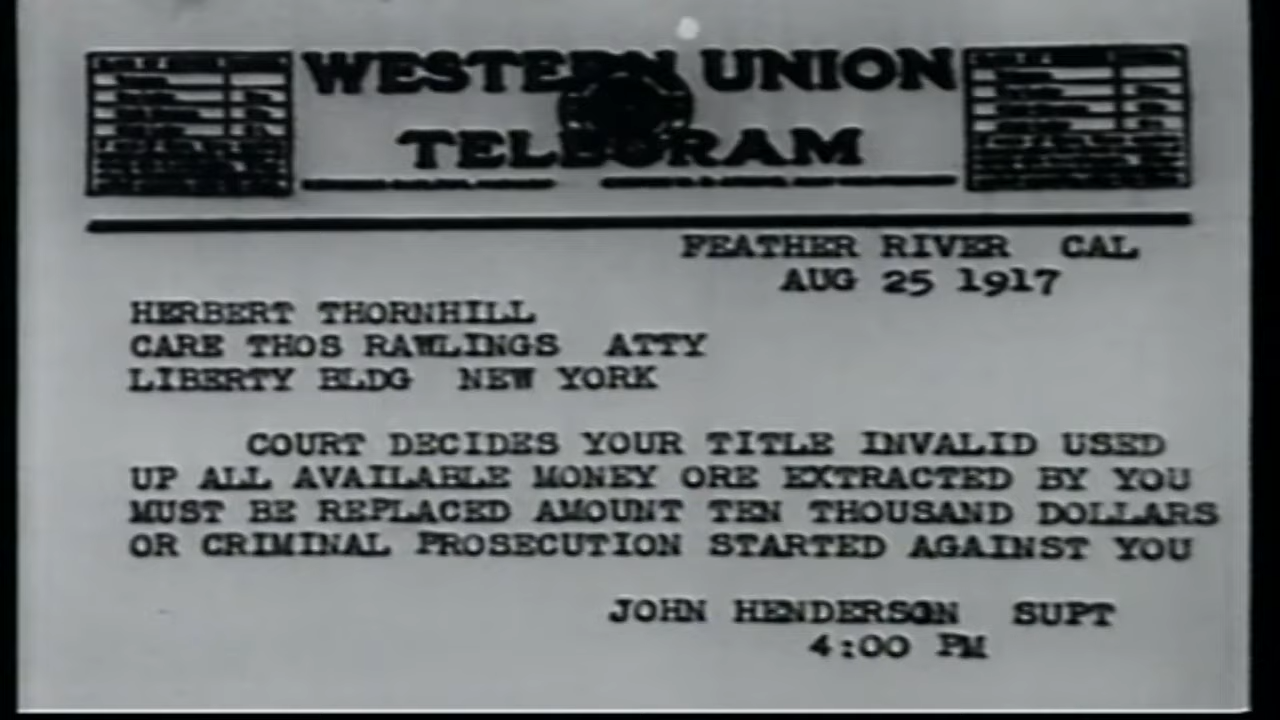 WESTERN UNION
TELEGRAM
FEATHER RIVER CAL
AUG 25 1917
HERBERT THORNHILL
CARE THOS RAWLINGS ATTY
LIBERTY BLDG NEW YORK
COURT DECIDES YOUR TITLE INVALID USED
UP ALL AVAILABLE MONEY ORE EXTRACTED BY YOU
MUST BE REPLACED AMOUNT TEN THOUSAND DOLLARS
OR CRIMINAL PROSECUTION STARTED AGAINST YOU
JOHN HENDERSON SUPT
4:00 PM